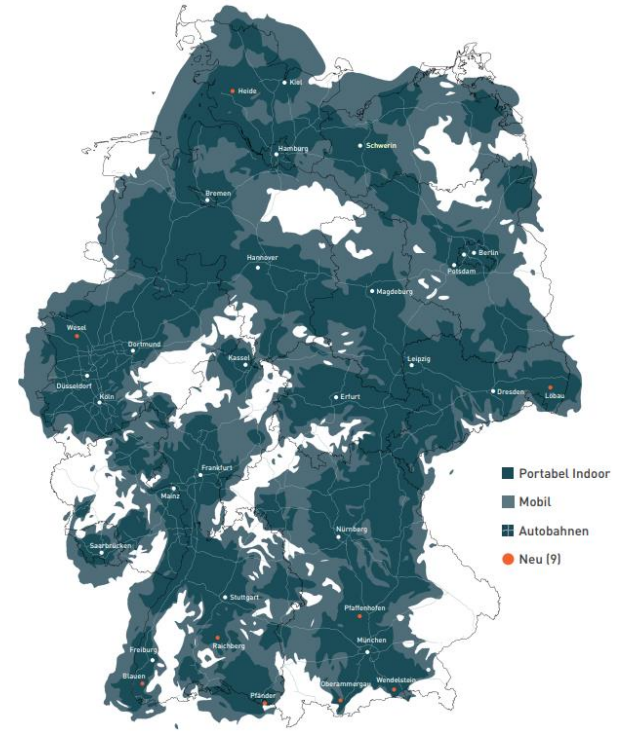 Kiel
Heide
Schwerin
Hamburg
Bremen
Berlin
Hannover
Potsdam
Magdeburg
Wesel
Dortmund
Kassel
Leipzig
Düsseldorf
Dresden
Löbau
Köln
Erfurt
Frankfurt
Portabel Indoor
Mainz
Mobil
Nürnberg
Autobahnen
Saarbrücken
Neu (9)
Stuttgart
Pfaffenhofen
München
Raichberg
Freiburg
Blauen
Wendelstein
Oberammergau
Pfänder